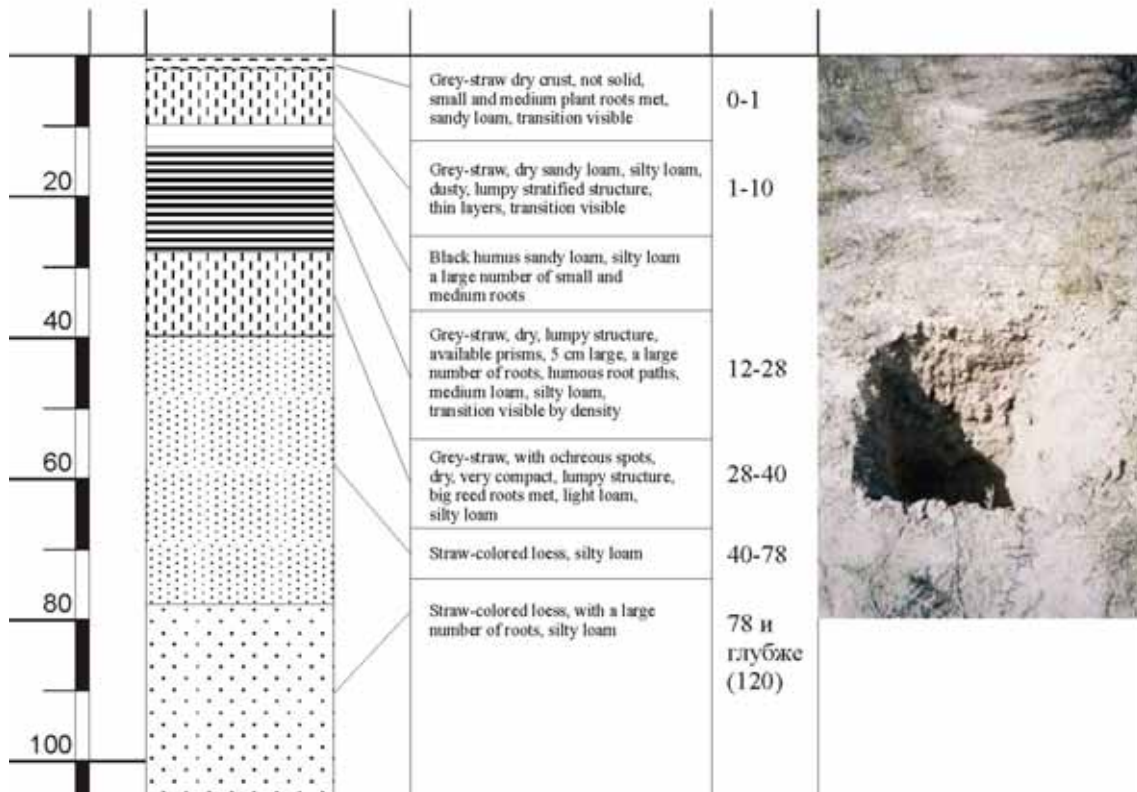 20
40
60
80
100
Grey-straw dry crust, not solid,
small and medium plant roots met,
sandy loam, transition visible
0-1
Grey-straw, dry sandy loam, silty loam,
dusty, lumpy stratified structure,
thin layers, transition visible
1-10
Black humus sandy loam, silty loam
a large number of small and
medium roots
Grey-straw, dry, lumpy structure,
available prisms, 5 cm large, a large
number of roots, humous root paths,
medium loam, silty loam,
transition visible by density
12-28
Grey-straw, with ochreous spots,
dry, very compact, lumpy structure,
big reed roots met, light loam,
silty loam
28-40
Straw-colored loess, silty loam
40-78
Straw-colored loess, with a large
number of roots, silty loam
78 и
глубже
(120)